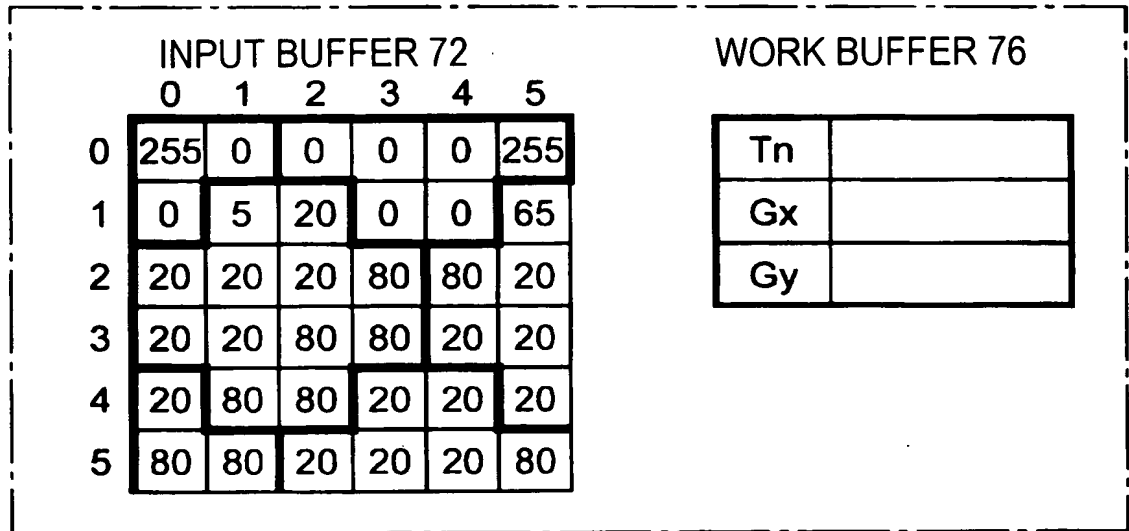 INPUT BUFFER 72
WORK BUFFER 76
0 1 2 3 4 5
0 255 0 0 0 0 255
1 0 5 20 0 0 65
2 20 20 20 80 80 20
3 20 20 80 80 20 20
4 20 80 80 20 20 20
5 80 80 20 20 20 80
Tn
Gx
Gy